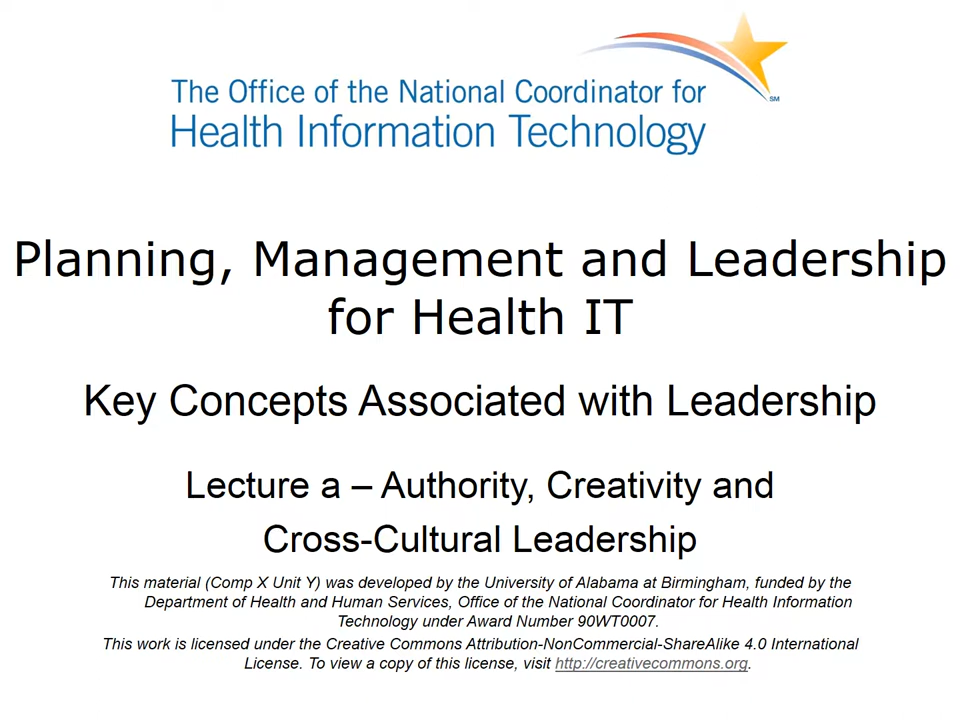 The Office of the National Coordinator for
Health Information Technology
SM
Planning, Management and Leadership
for Health IT
Key Concepts Associated with Leadership
Lecture a – Authority, Creativity and
Cross-Cultural Leadership
This material (Comp X Unit Y) was developed by the University of Alabama at Birmingham, funded by the
Department of Health and Human Services, Office of the National Coordinator for Health Information
Technology under Award Number 90WT0007.
This work is licensed under the Creative Commons Attribution-NonCommercial-ShareAlike 4.0 International
License. To view a copy of this license, visit http://creativecommons.org.